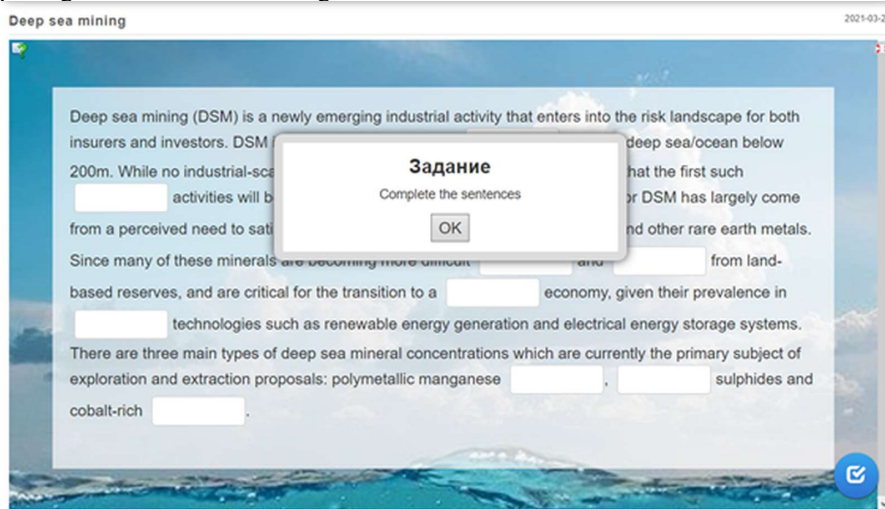 Deep sea mining
2021-03-2
Deep sea mining (DSM) is a newly emerging industrial activity that enters into the risk landscape for both
insurers and investors. DSM deep sea/ocean below
200m. While no industrial-sca hat the first such
activities will b or DSM has largely come
from a perceived need to sati nd other rare earth metals.
Since many of these minerals are becoming more difficult and from land-
based reserves, and are critical for the transition to a economy, given their prevalence in
technologies such as renewable energy generation and electrical energy storage systems.
There are three main types of deep sea mineral concentrations which are currently the primary subject of
exploration and extraction proposals: polymetallic manganese , sulphides and
cobalt-rich .
Задание
Complete the sentences
OK